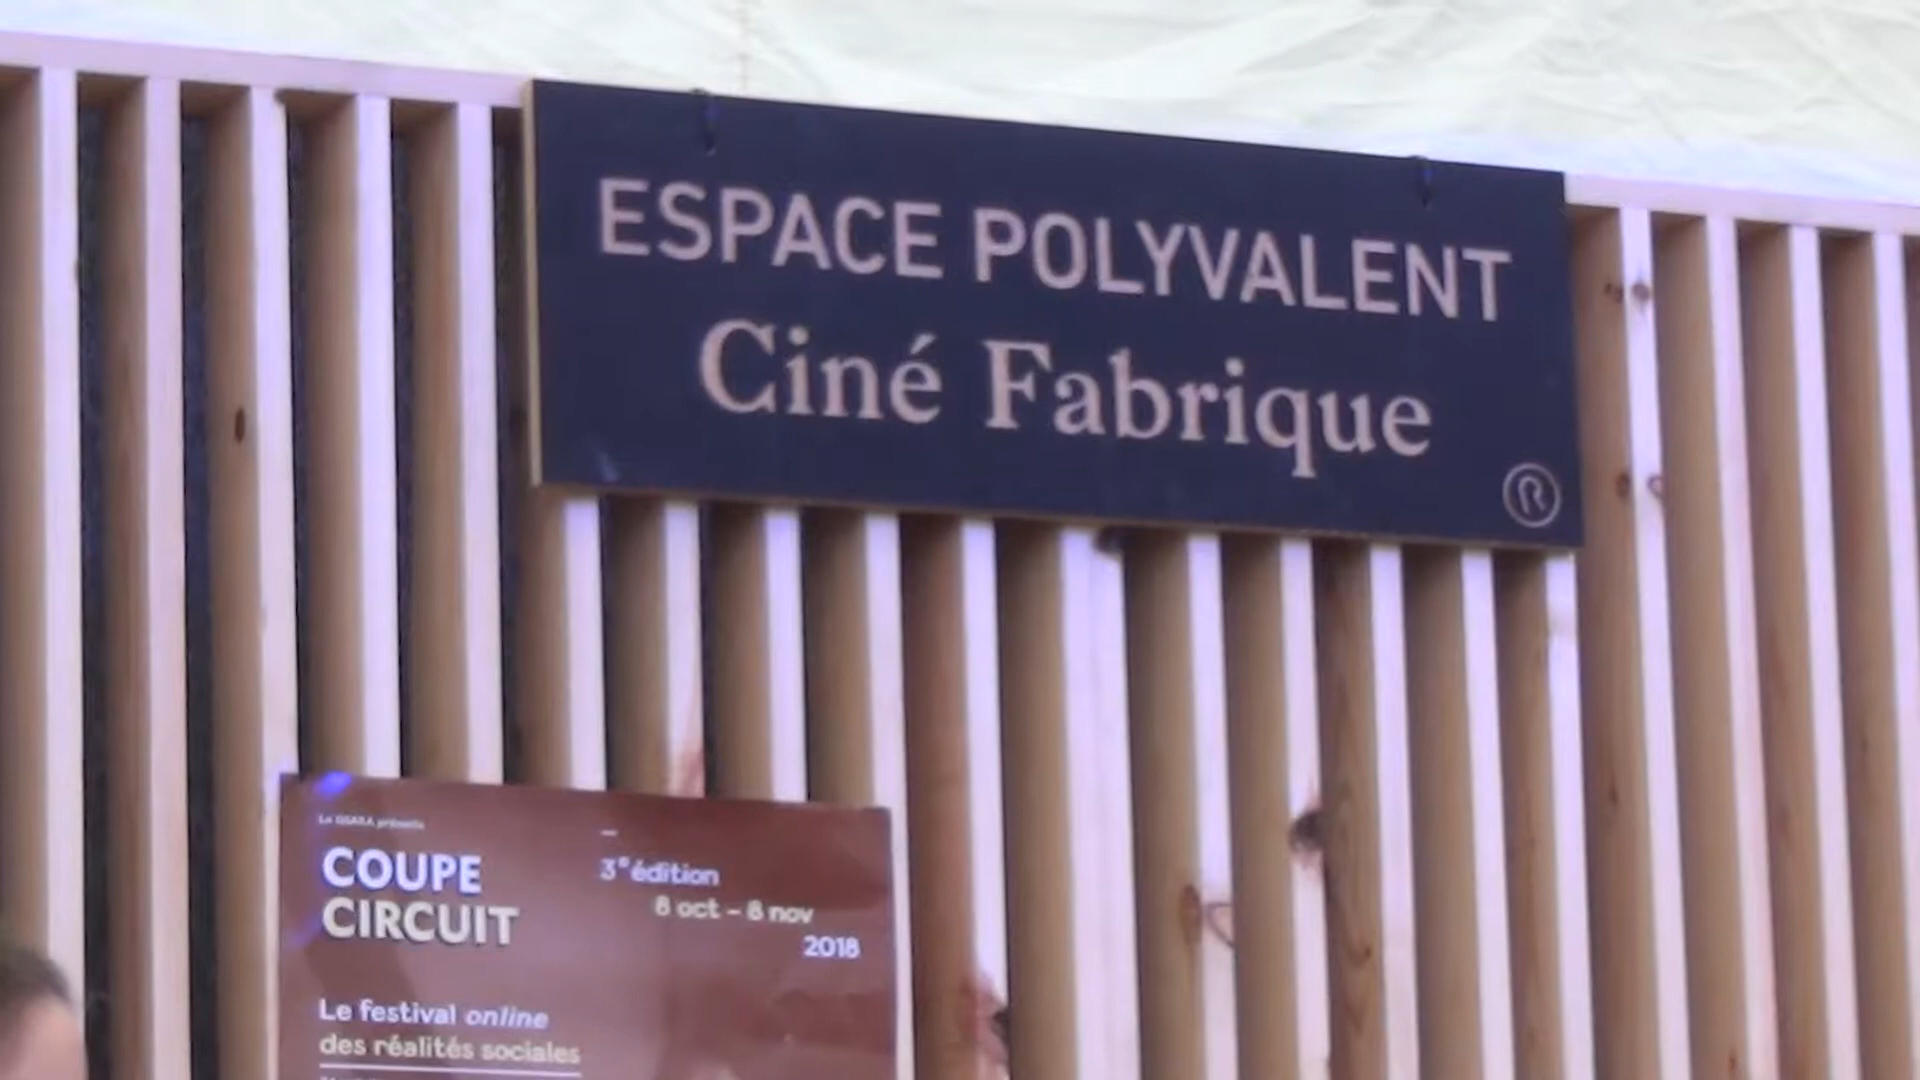 ESPACE POLYVALENT
Ciné Fabrique
®
Le GSARA présente
COUPE
CIRCUIT
–
3e édition
8 oct – 8 nov
2018
Le festival online
des réalités sociales